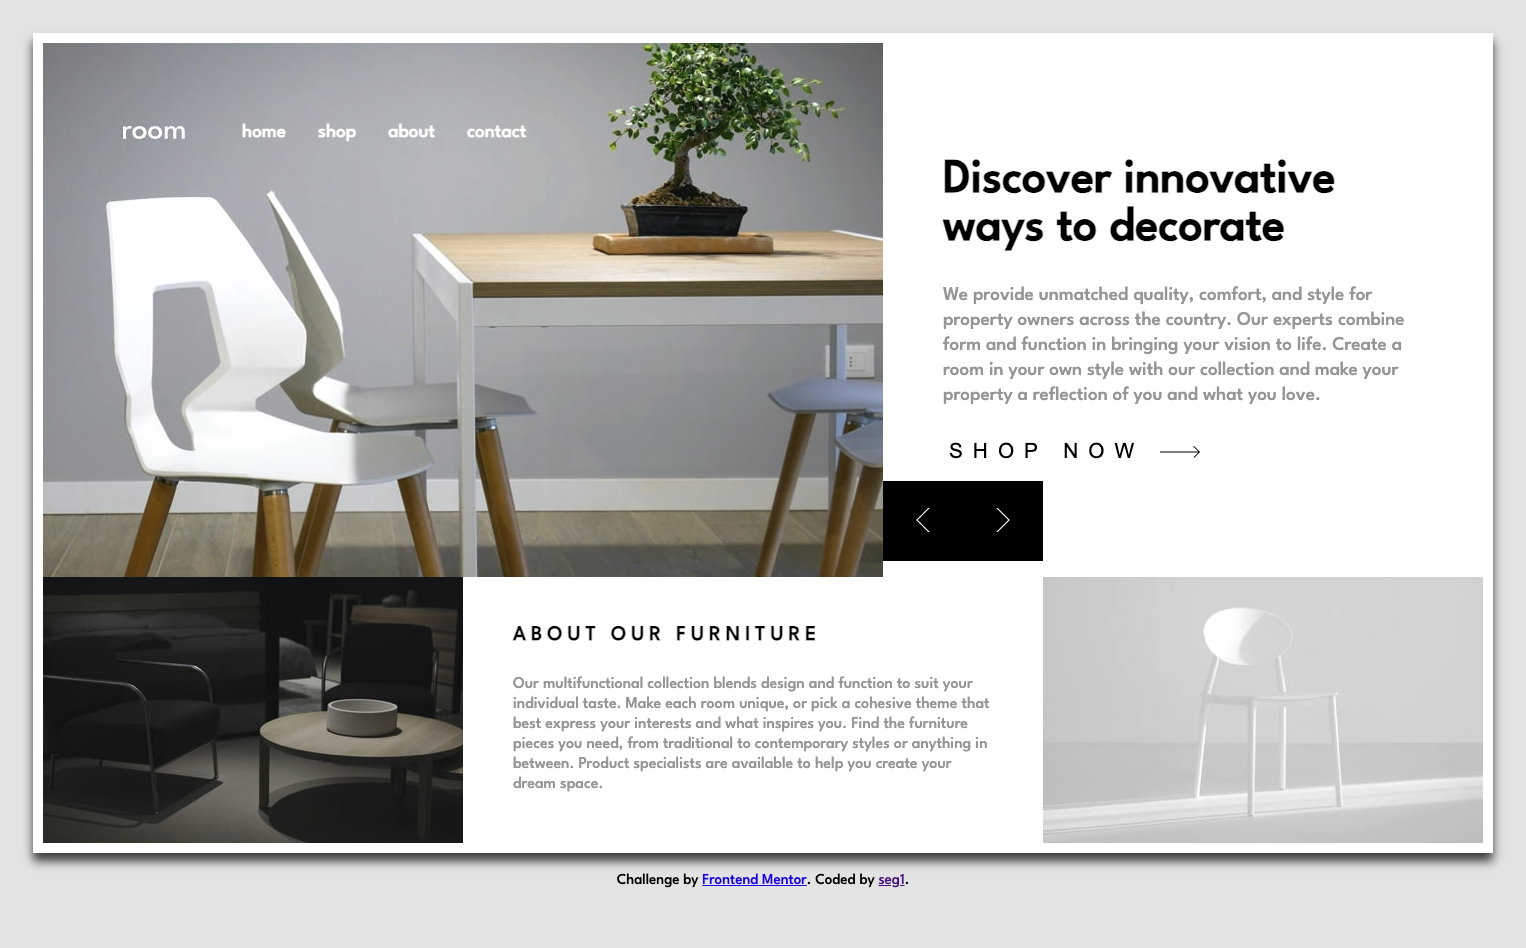 room
home shop about contact
Discover innovative
ways to decorate
We provide unmatched quality, comfort, and style for
property owners across the country. Our experts combine
form and function in bringing your vision to life. Create a
room in your own style with our collection and make your
property a reflection of you and what you love.
SHOP NOW
ABOUT OUR FURNITURE
Our multifunctional collection blends design and function to suit your
individual taste. Make each room unique, or pick a cohesive theme that
best express your interests and what inspires you. Find the furniture
pieces you need, from traditional to contemporary styles or anything in
between. Product specialists are available to help you create your
dream space.
Challenge by Frontend Mentor. Coded by seg1.